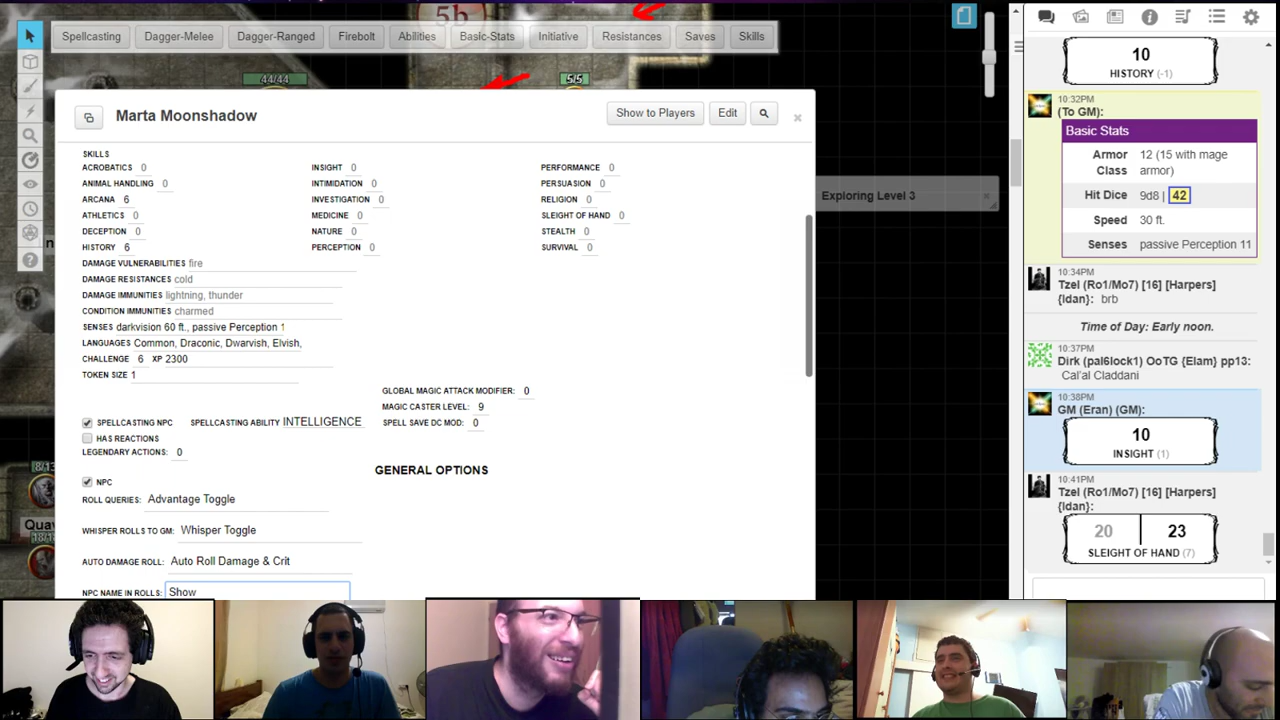 5b
Spellcasting Dagger-Melee Dagger-Ranged Firebolt Abilities Basic-Stats Initiative Resistances Saves Skills
44/44
5/5
Marta Moonshadow
Show to Players Edit
SKILLS
ACROBATICS 0 INSIGHT 0 PERFORMANCE 0
ANIMAL HANDLING 0 INTIMIDATION 0 PERSUASION 0
ARCANA 6 INVESTIGATION 0 RELIGION 0
ATHLETICS 0 MEDICINE 0 SLEIGHT OF HAND 0
DECEPTION 0 NATURE 0 STEALTH 0
HISTORY 6 PERCEPTION 0 SURVIVAL 0
DAMAGE VULNERABILITIES fire
DAMAGE RESISTANCES cold
DAMAGE IMMUNITIES lightning, thunder
CONDITION IMMUNITIES charmed
SENSES darkvision 60 ft., passive Perception 1
LANGUAGES Common, Draconic, Dwarvish, Elvish,
CHALLENGE 6 XP 2300
TOKEN SIZE 1
GLOBAL MAGIC ATTACK MODIFIER: 0
MAGIC CASTER LEVEL: 9
SPELLCASTING NPC SPELLCASTING ABILITY INTELLIGENCE SPELL SAVE DC MOD: 0
HAS REACTIONS
LEGENDARY ACTIONS: 0
GENERAL OPTIONS
NPC
ROLL QUERIES: Advantage Toggle
WHISPER ROLLS TO GM: Whisper Toggle
AUTO DAMAGE ROLL: Auto Roll Damage & Crit
NPC NAME IN ROLLS: Show
8/13
Quav
18/18
Exploring Level 3
10
HISTORY (-1)
10:32PM
(To GM):
Basic Stats
Armor Class 12 (15 with mage armor)
Hit Dice 9d8 | 42
Speed 30 ft.
Senses passive Perception 11
10:34PM
Tzel (Ro1/Mo7) [16] [Harpers]
{Idan}: brb
Time of Day: Early noon.
10:37PM
Dirk (pal6lock1) OoTG {Elam} pp13:
Cal'al Claddani
10:38PM
GM (Eran) (GM):
10
INSIGHT (1)
10:41PM
Tzel (Ro1/Mo7) [16] [Harpers]
{Idan}:
20 23
SLEIGHT OF HAND (7)